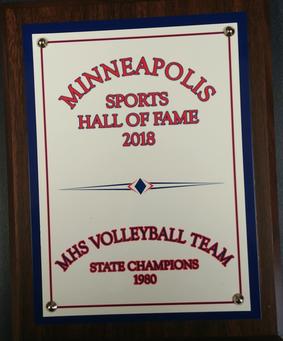 MINNEAPOLIS
SPORTS
HALL OF FAME
2018
MHS VOLLEYBALL TEAM
STATE CHAMPIONS
1980